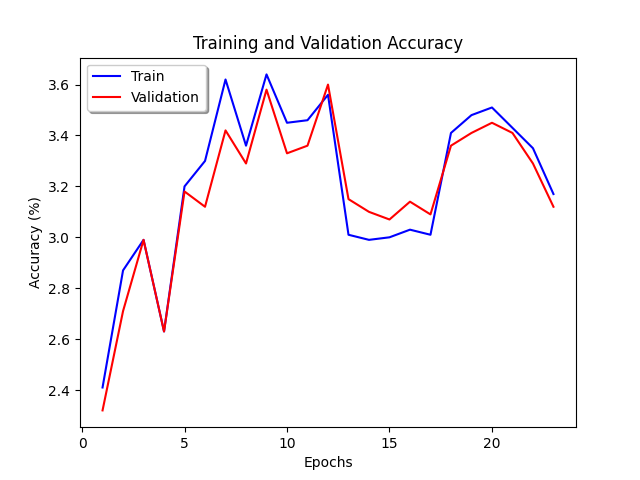 Training and Validation Accuracy
Train
Validation
3.6
3.4
3.2
3.0
2.8
2.6
2.4
Accuracy (%)
0 5 10 15 20
Epochs